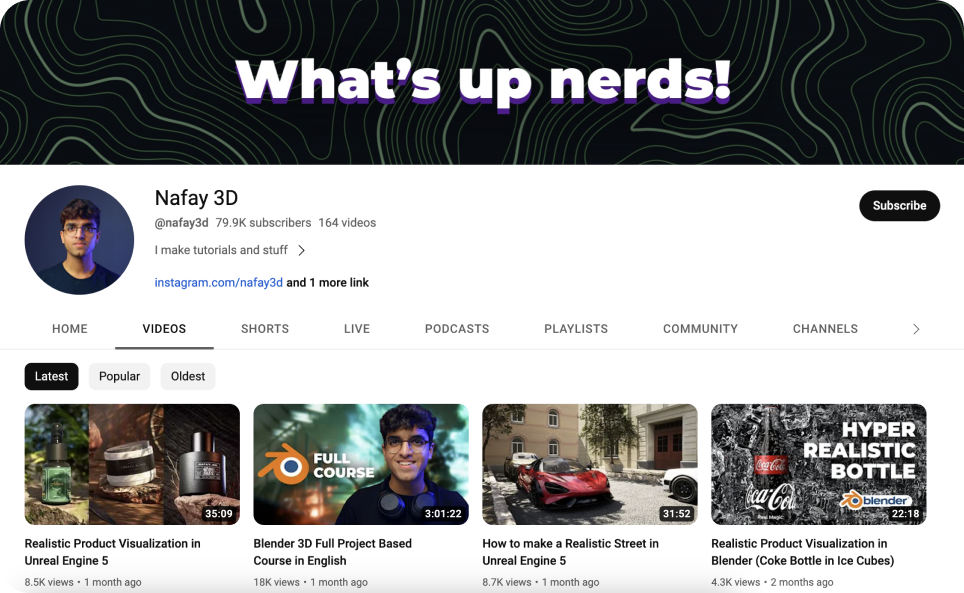 What's up nerds!
Nafay 3D
@nafay3d 79.9K subscribers 164 videos
I make tutorials and stuff
instagram.com/nafay3d and 1 more link
Subscribe
HOME VIDEOS SHORTS LIVE PODCASTS PLAYLISTS COMMUNITY CHANNELS
Latest Popular Oldest
35:09
FULL
COURSE
3:01:22
31:52
HYPER
REALISTIC
BOTTLE
Coca-Cola
Coca-Cola
Real Magic
blender
22:18
Realistic Product Visualization in
Unreal Engine 5
8.5K views • 1 month ago
Blender 3D Full Project Based
Course in English
18K views • 1 month ago
How to make a Realistic Street in
Unreal Engine 5
8.7K views • 1 month ago
Realistic Product Visualization in
Blender (Coke Bottle in Ice Cubes)
4.3K views • 2 months ago